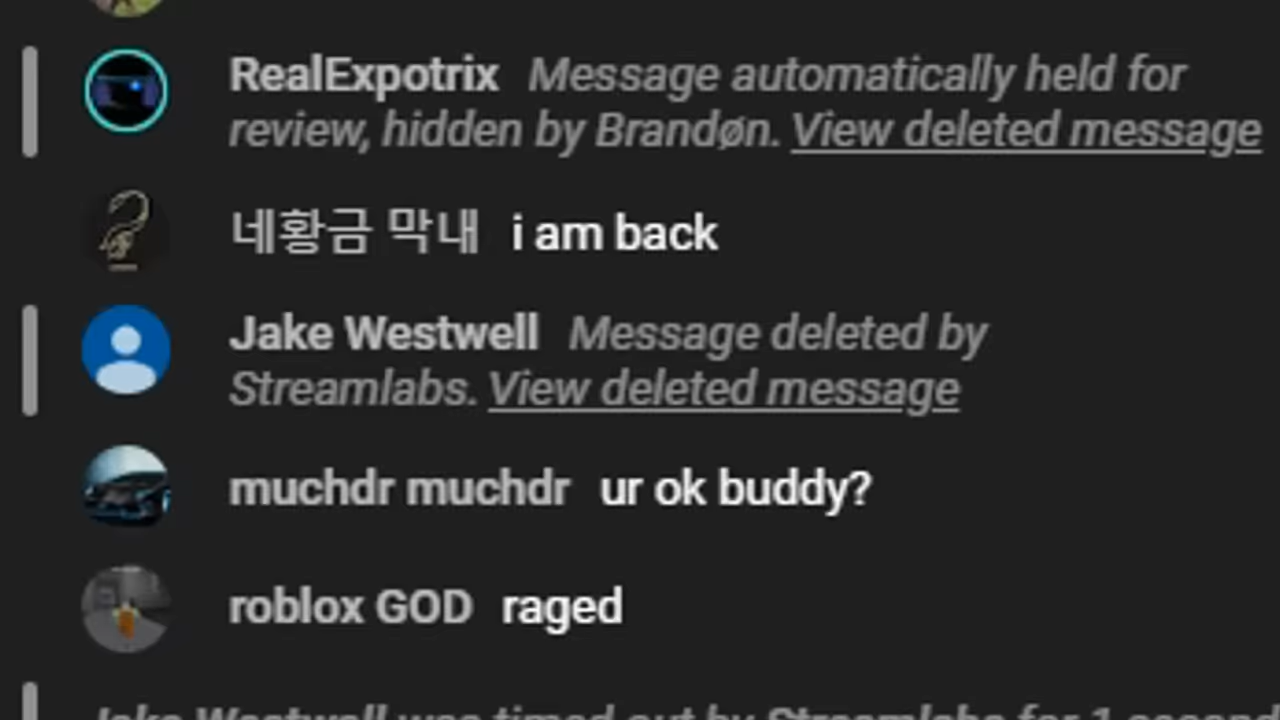 RealExpotrix Message automatically held for
review, hidden by Brandøn. View deleted message
네황금 막내 i am back
Jake Westwell Message deleted by
Streamlabs. View deleted message
muchdr muchdr ur ok buddy?
roblox GOD raged
Jake Westwell was timed out by Streamlabs for 1 second